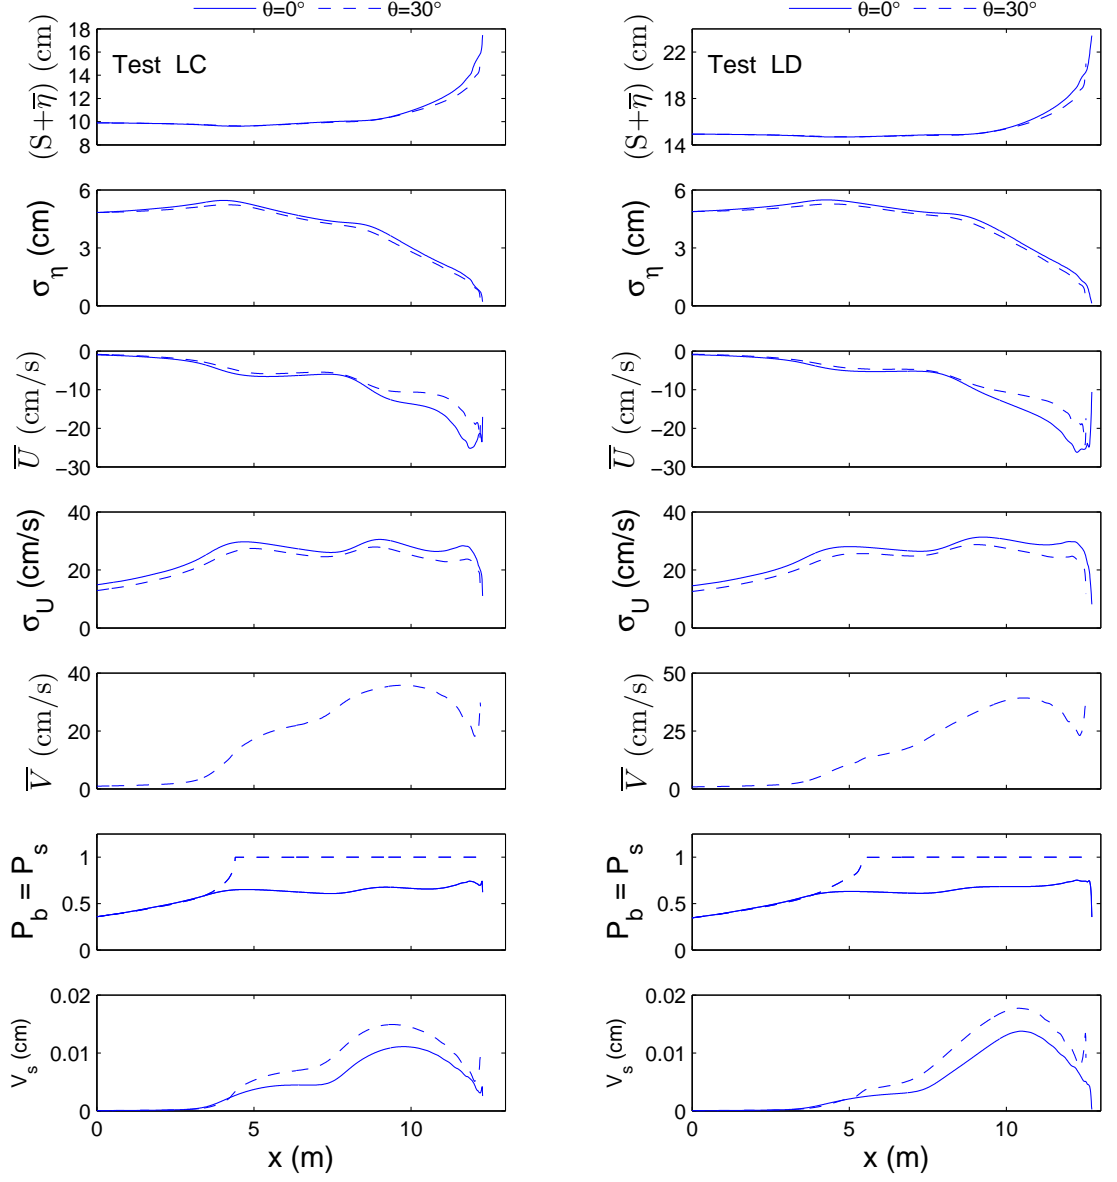 θ=0° θ=30°
Test LC
(S+η̅) (cm)
18
16
14
12
10
8
σ_η (cm)
6
3
0
U̅ (cm/s)
0
−10
−20
−30
σ_U (cm/s)
40
20
0
V̅ (cm/s)
40
20
0
P_b = P_s
1
0.5
0
V_s (cm)
0.02
0.01
0
0 5 10
x (m)
θ=0° θ=30°
Test LD
(S+η̅) (cm)
22
18
14
σ_η (cm)
6
3
0
U̅ (cm/s)
0
−10
−20
−30
σ_U (cm/s)
40
20
0
V̅ (cm/s)
50
25
0
P_b = P_s
1
0.5
0
V_s (cm)
0.02
0.01
0
0 5 10
x (m)